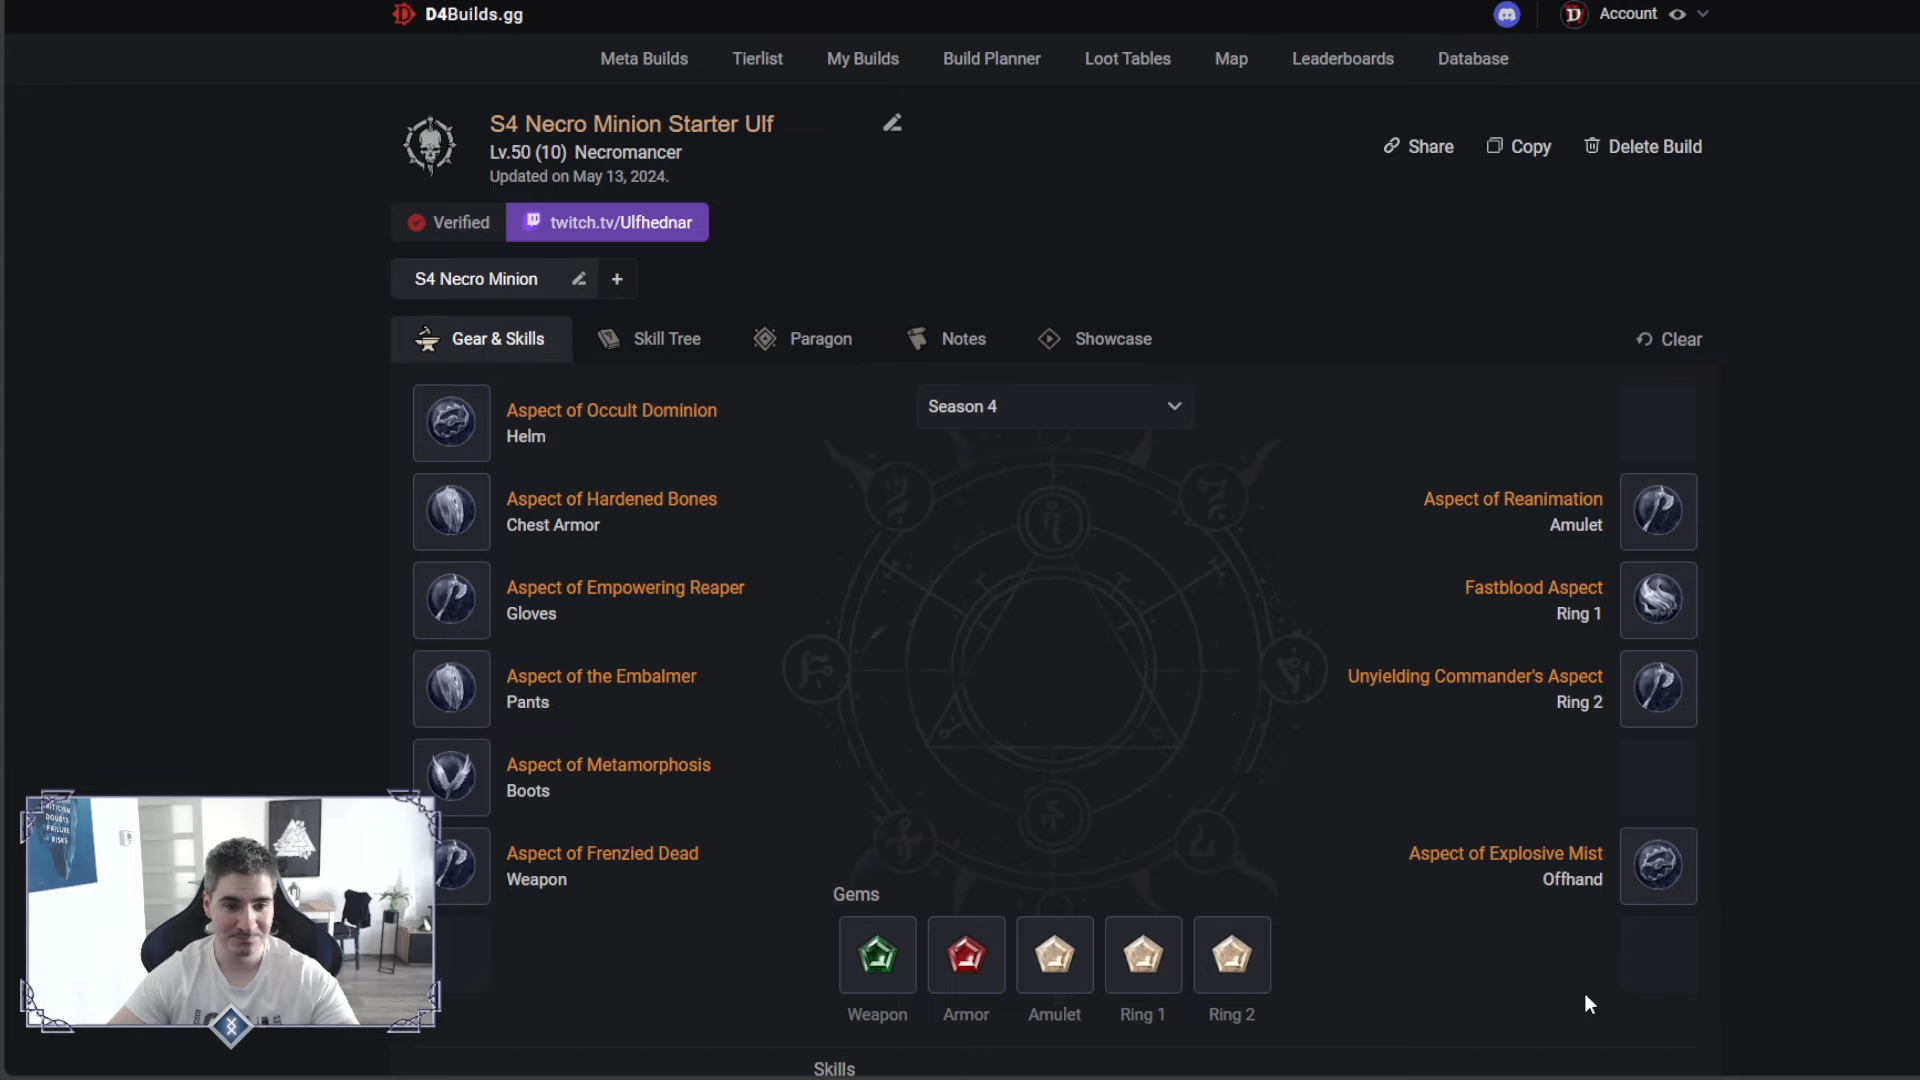 D4Builds.gg
Account
Meta Builds
Tierlist
My Builds
Build Planner
Loot Tables
Map
Leaderboards
Database
S4 Necro Minion Starter Ulf
Lv.50 (10) Necromancer
Updated on May 13, 2024.
Share
Copy
Delete Build
Verified
twitch.tv/Ulfhednar
S4 Necro Minion
+
Gear & Skills
Skill Tree
Paragon
Notes
Showcase
Clear
Season 4
Aspect of Occult Dominion
Helm
Aspect of Hardened Bones
Chest Armor
Aspect of Empowering Reaper
Gloves
Aspect of the Embalmer
Pants
Aspect of Metamorphosis
Boots
Aspect of Frenzied Dead
Weapon
Aspect of Reanimation
Amulet
Fastblood Aspect
Ring 1
Unyielding Commander's Aspect
Ring 2
Aspect of Explosive Mist
Offhand
Gems
Weapon
Armor
Amulet
Ring 1
Ring 2
Skills
DOUBTS
FAILURE
RISKS